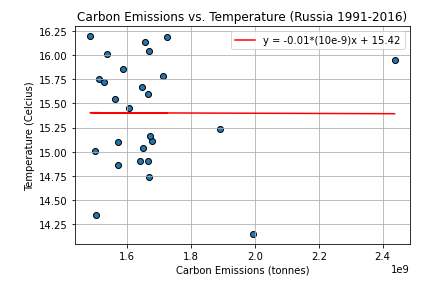 Carbon Emissions vs. Temperature (Russia 1991-2016)
y = -0.01*(10e-9)x + 15.42
Temperature (Celcius)
16.25
16.00
15.75
15.50
15.25
15.00
14.75
14.50
14.25
1.6 1.8 2.0 2.2 2.4
1e9
Carbon Emissions (tonnes)